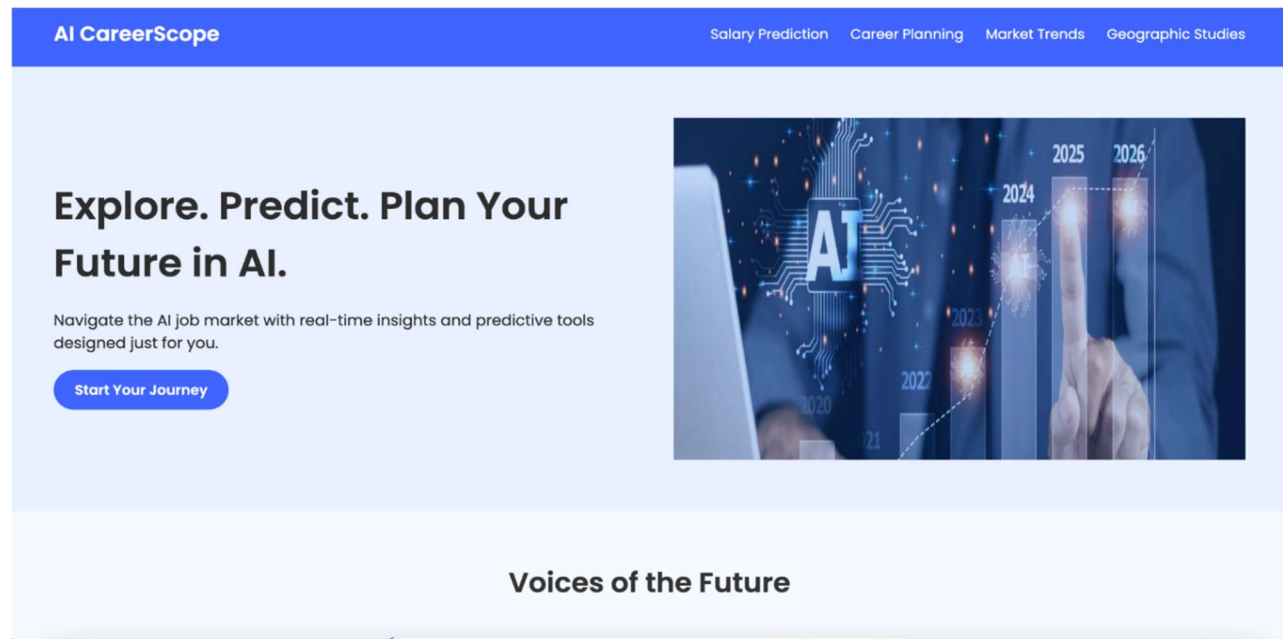 AI CareerScope
Salary Prediction Career Planning Market Trends Geographic Studies
Explore. Predict. Plan Your
Future in AI.
Navigate the AI job market with real-time insights and predictive tools
designed just for you.
Start Your Journey
AI
2020
21
2022
2023
2024
AI
2025
2026
Voices of the Future